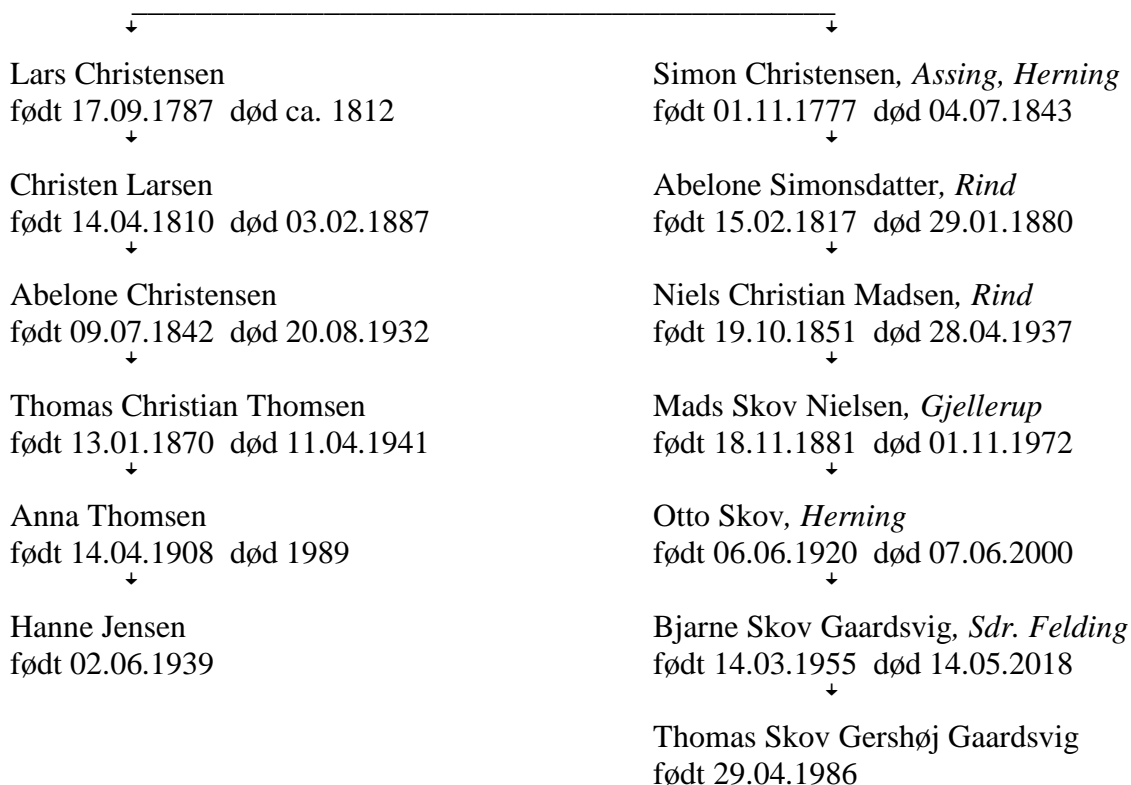 Lars Christensen
født 17.09.1787 død ca. 1812
Christen Larsen
født 14.04.1810 død 03.02.1887
Abelone Christensen
født 09.07.1842 død 20.08.1932
Thomas Christian Thomsen
født 13.01.1870 død 11.04.1941
Anna Thomsen
født 14.04.1908 død 1989
Hanne Jensen
født 02.06.1939
Simon Christensen, Assing, Herning
født 01.11.1777 død 04.07.1843
Abelone Simonsdatter, Rind
født 15.02.1817 død 29.01.1880
Niels Christian Madsen, Rind
født 19.10.1851 død 28.04.1937
Mads Skov Nielsen, Gjellerup
født 18.11.1881 død 01.11.1972
Otto Skov, Herning
født 06.06.1920 død 07.06.2000
Bjarne Skov Gaardsvig, Sdr. Felding
født 14.03.1955 død 14.05.2018
Thomas Skov Gershøj Gaardsvig
født 29.04.1986